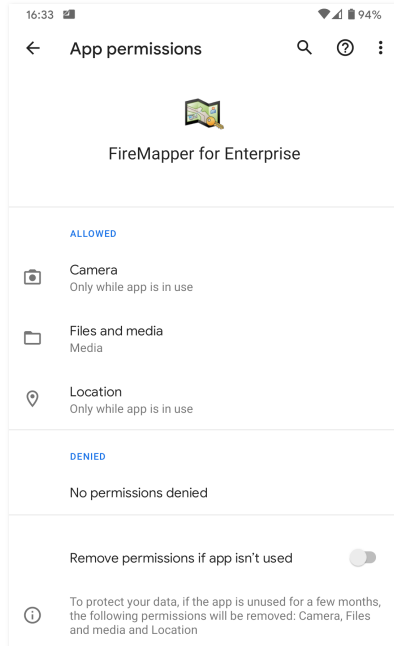 16:33 94%
App permissions
FireMapper for Enterprise
ALLOWED
Camera
Only while app is in use
Files and media
Media
Location
Only while app is in use
DENIED
No permissions denied
Remove permissions if app isn't used
To protect your data, if the app is unused for a few months,
the following permissions will be removed: Camera, Files
and media and Location